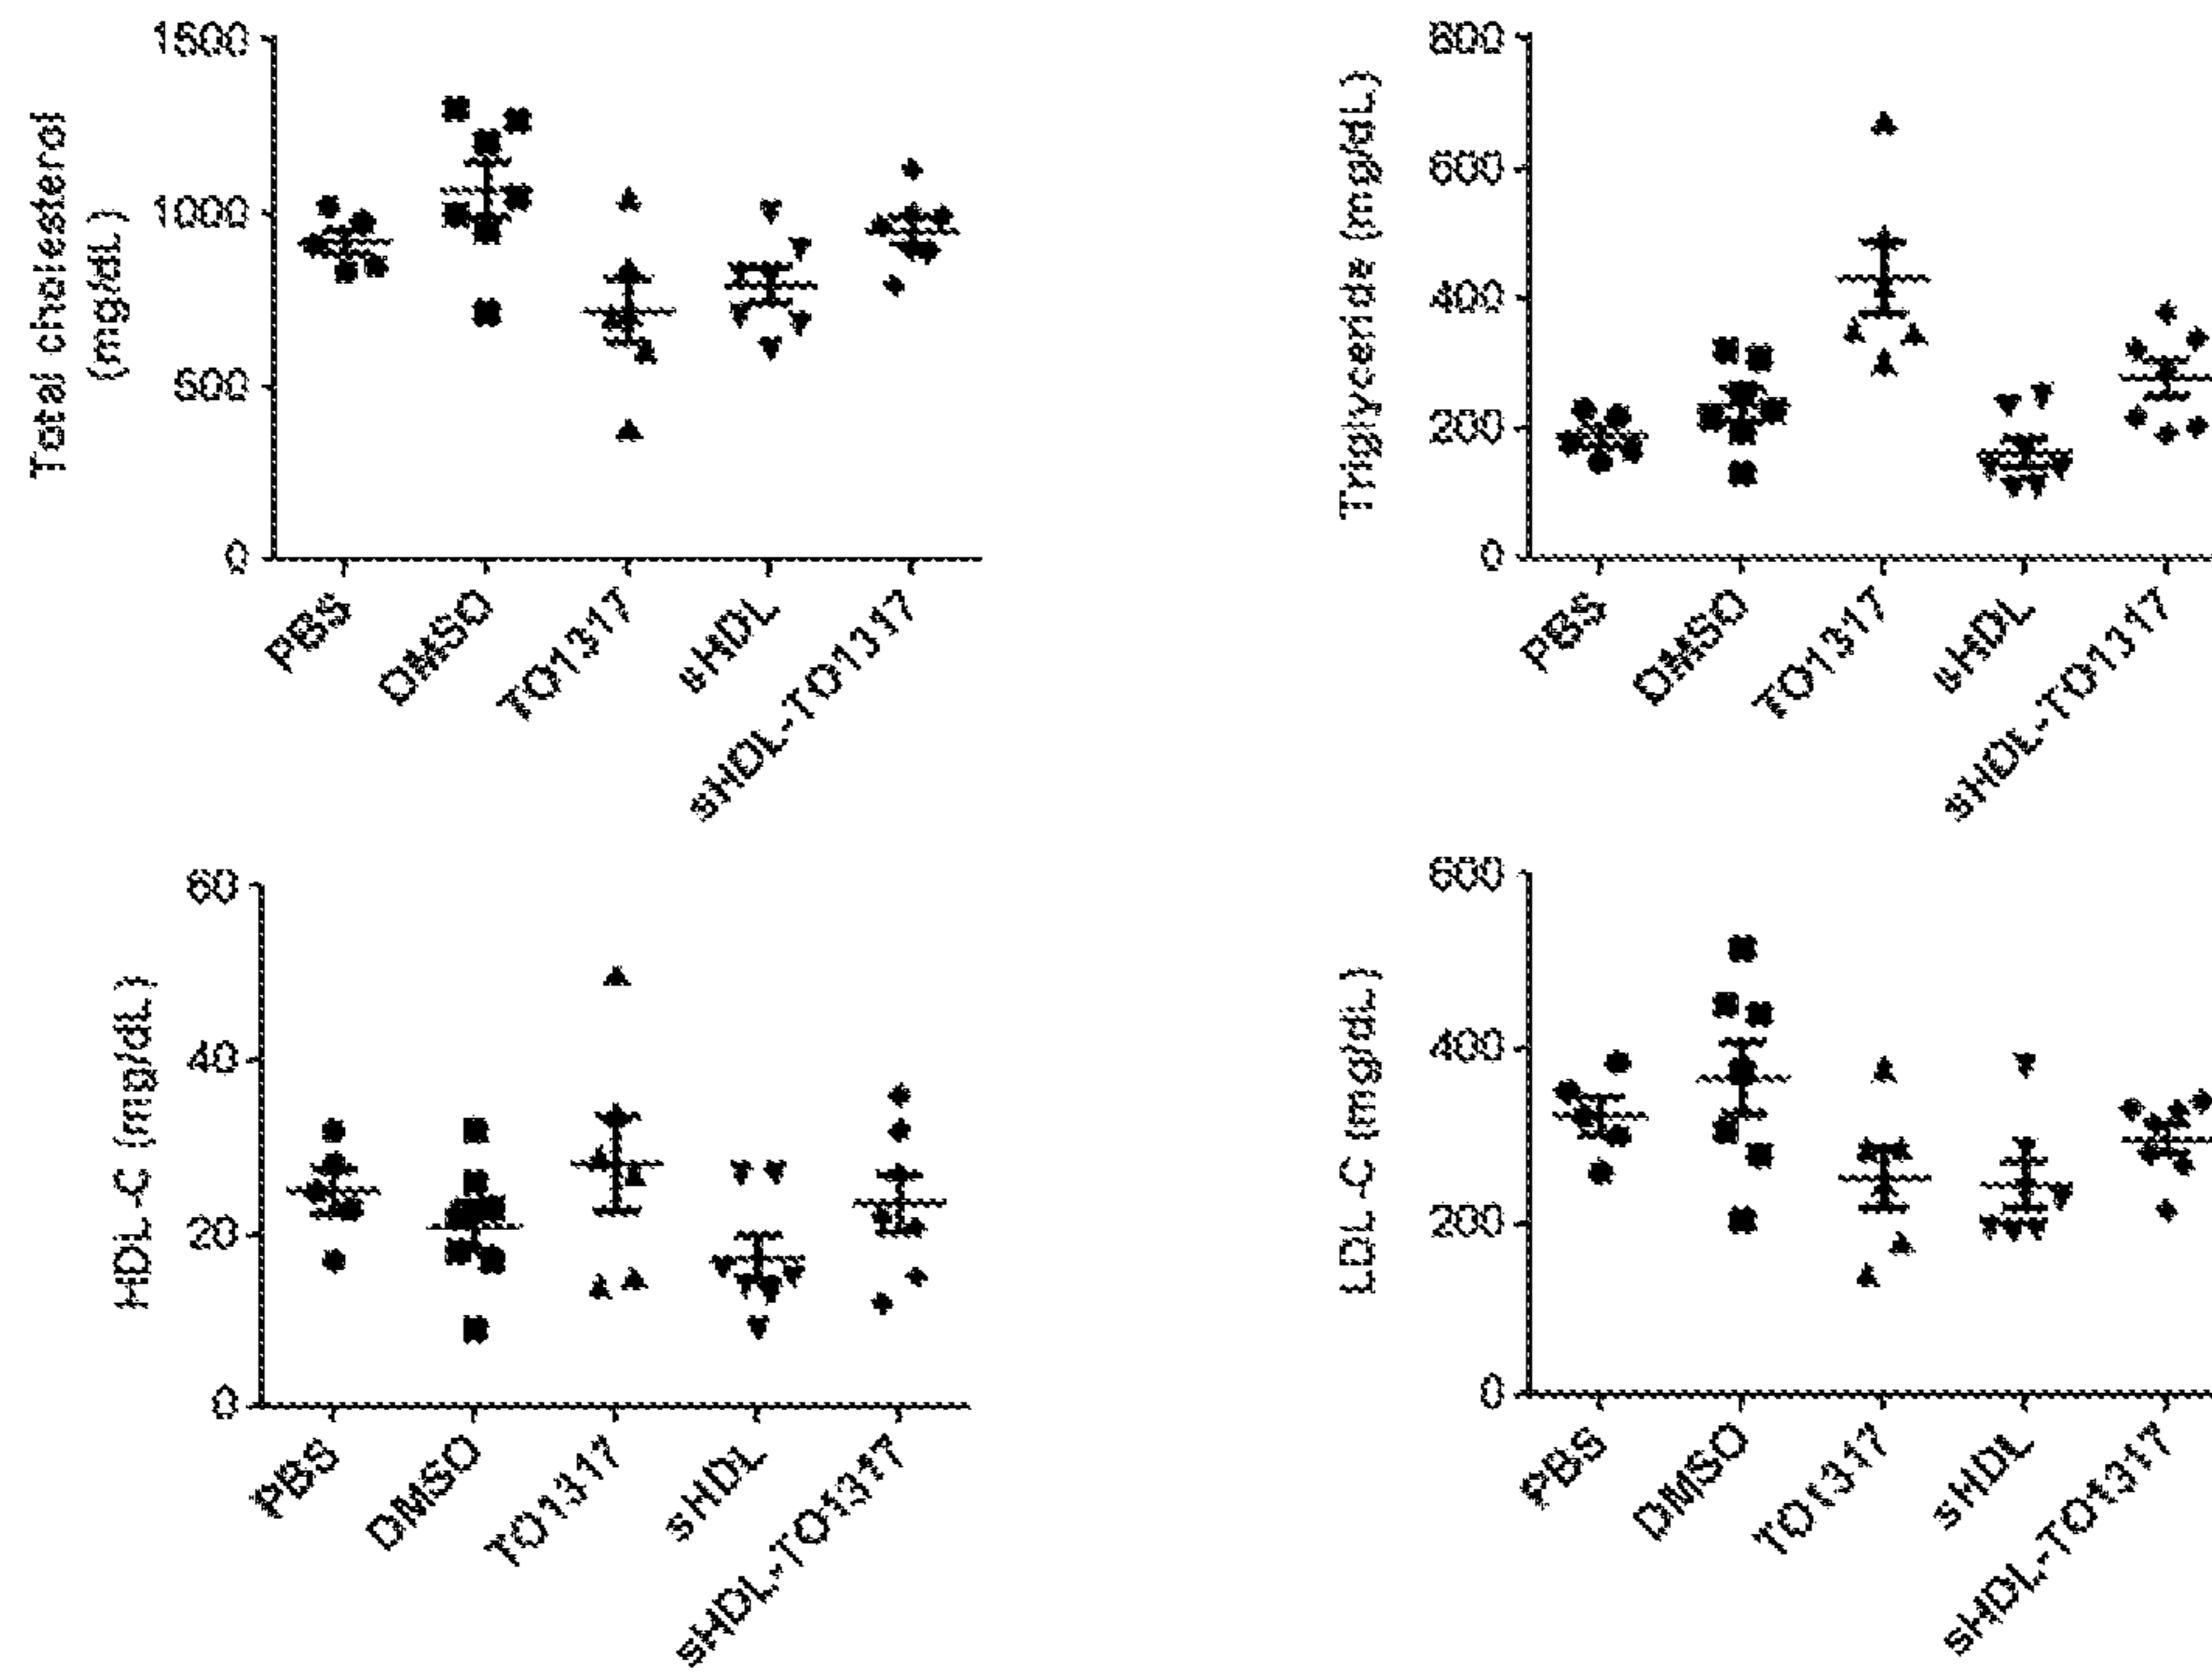 Total cholesterol
(mg/dL)
1500
1000
500
0
PBS
DMSO
TO1317
sHDL
sHDL-TO1317
Triglyceride (mg/dL)
800
600
400
200
0
PBS
DMSO
TO1317
sHDL
sHDL-TO1317
HDL-C (mg/dL)
60
40
20
0
PBS
DMSO
TO1317
sHDL
sHDL-TO1317
LDL-C (mg/dL)
600
400
200
0
PBS
DMSO
TO1317
sHDL
sHDL-TO1317